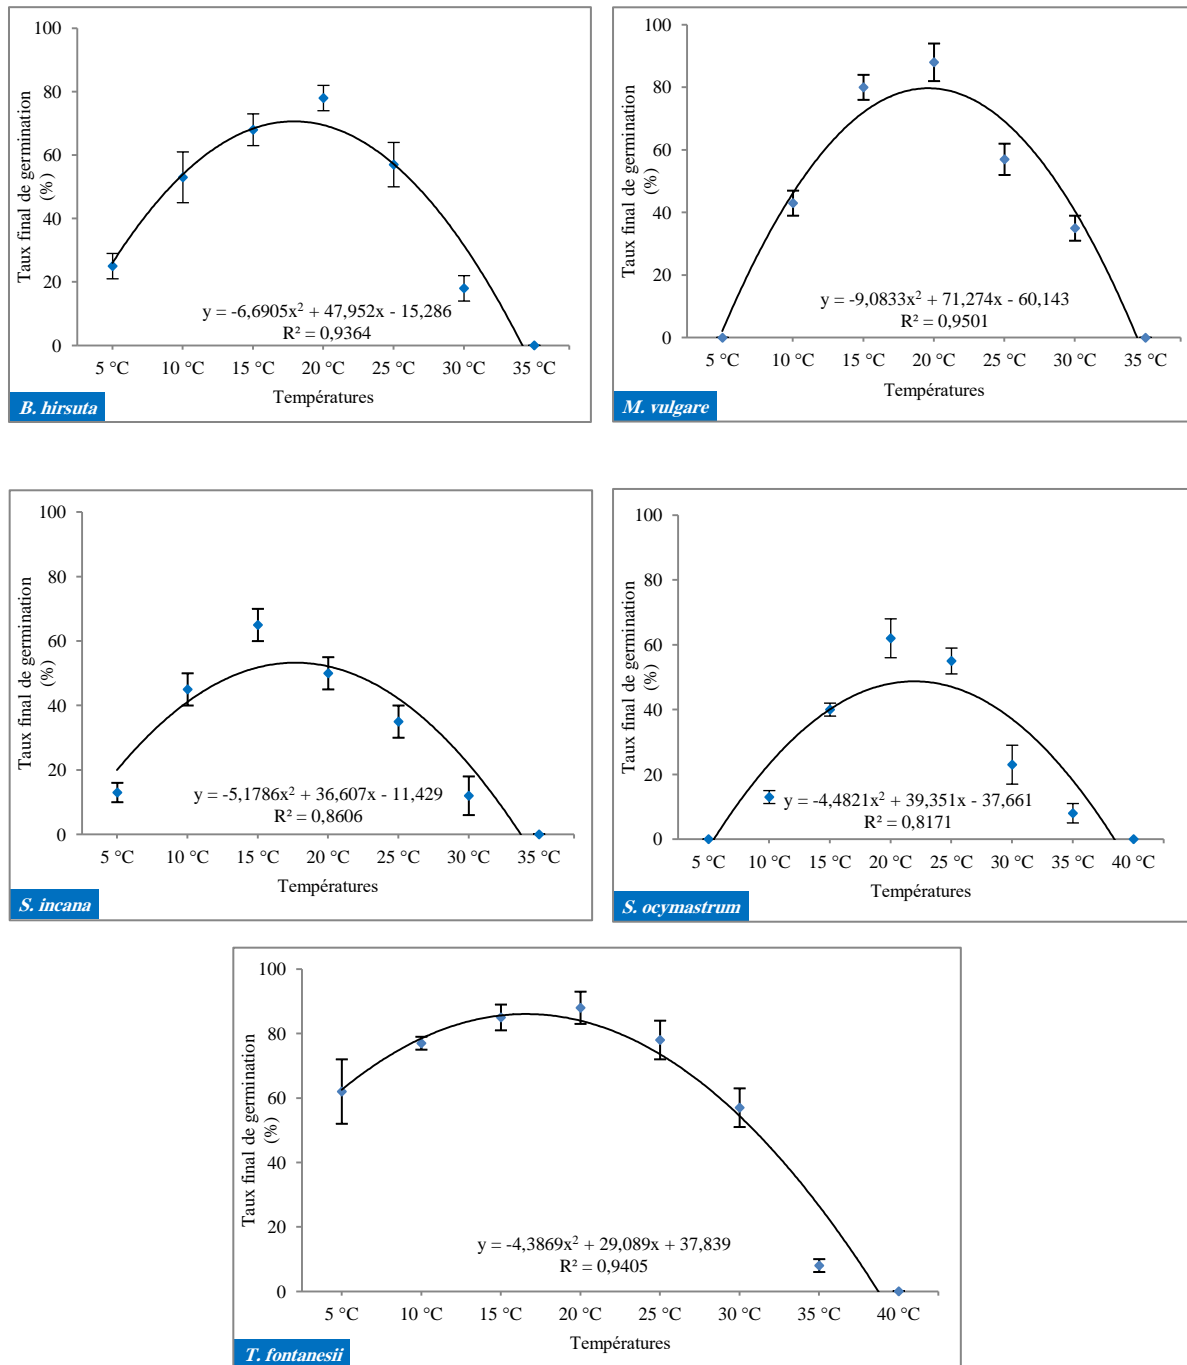 Taux final de germination
(%)
100
80
60
40
20
0
y = -6,6905x² + 47,952x - 15,286
R² = 0,9364
5 °C 10 °C 15 °C 20 °C 25 °C 30 °C 35 °C
Températures
B. hirsuta
Taux final de germination
(%)
100
80
60
40
20
0
y = -9,0833x² + 71,274x - 60,143
R² = 0,9501
5 °C 10 °C 15 °C 20 °C 25 °C 30 °C 35 °C
Températures
M. vulgare
Taux final de germination
(%)
100
80
60
40
20
0
y = -5,1786x² + 36,607x - 11,429
R² = 0,8606
5 °C 10 °C 15 °C 20 °C 25 °C 30 °C 35 °C
Températures
S. incana
Taux final de germination
(%)
100
80
60
40
20
0
y = -4,4821x² + 39,351x - 37,661
R² = 0,8171
5 °C 10 °C 15 °C 20 °C 25 °C 30 °C 35 °C 40 °C
Températures
S. ocymastrum
Taux final de germination
(%)
100
80
60
40
20
0
y = -4,3869x² + 29,089x + 37,839
R² = 0,9405
5 °C 10 °C 15 °C 20 °C 25 °C 30 °C 35 °C 40 °C
Températures
T. fontanesii